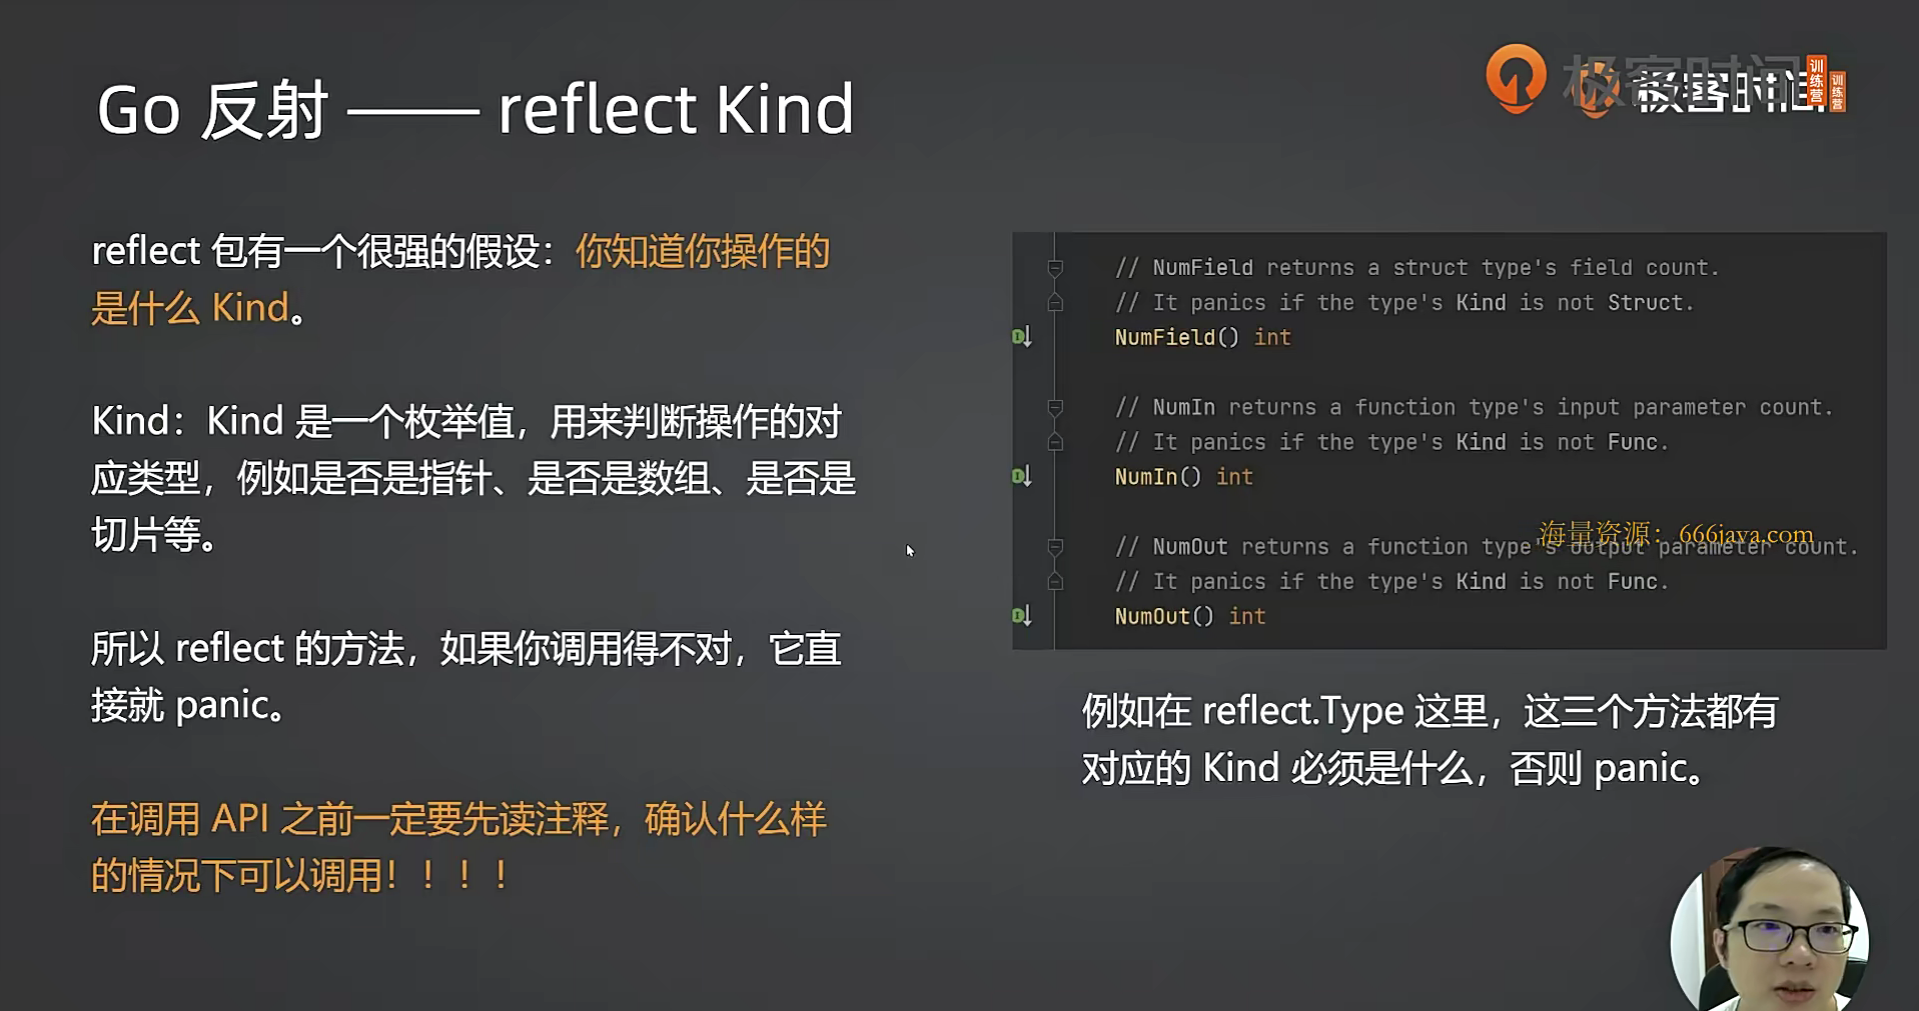 Go 反射 —— reflect Kind
极客时间 训练营
极客时间 训练营
reflect 包有一个很强的假设：你知道你操作的
是什么 Kind。
Kind：Kind 是一个枚举值，用来判断操作的对
应类型，例如是否是指针、是否是数组、是否是
切片等。
所以 reflect 的方法，如果你调用得不对，它直
接就 panic。
在调用 API 之前一定要先读注释，确认什么样
的情况下可以调用！！！！
// NumField returns a struct type's field count.
// It panics if the type's Kind is not Struct.
NumField() int
// NumIn returns a function type's input parameter count.
// It panics if the type's Kind is not Func.
NumIn() int
海量资源：666java.com
// NumOut returns a function type's output parameter count.
// It panics if the type's Kind is not Func.
NumOut() int
例如在 reflect.Type 这里，这三个方法都有
对应的 Kind 必须是什么，否则 panic。